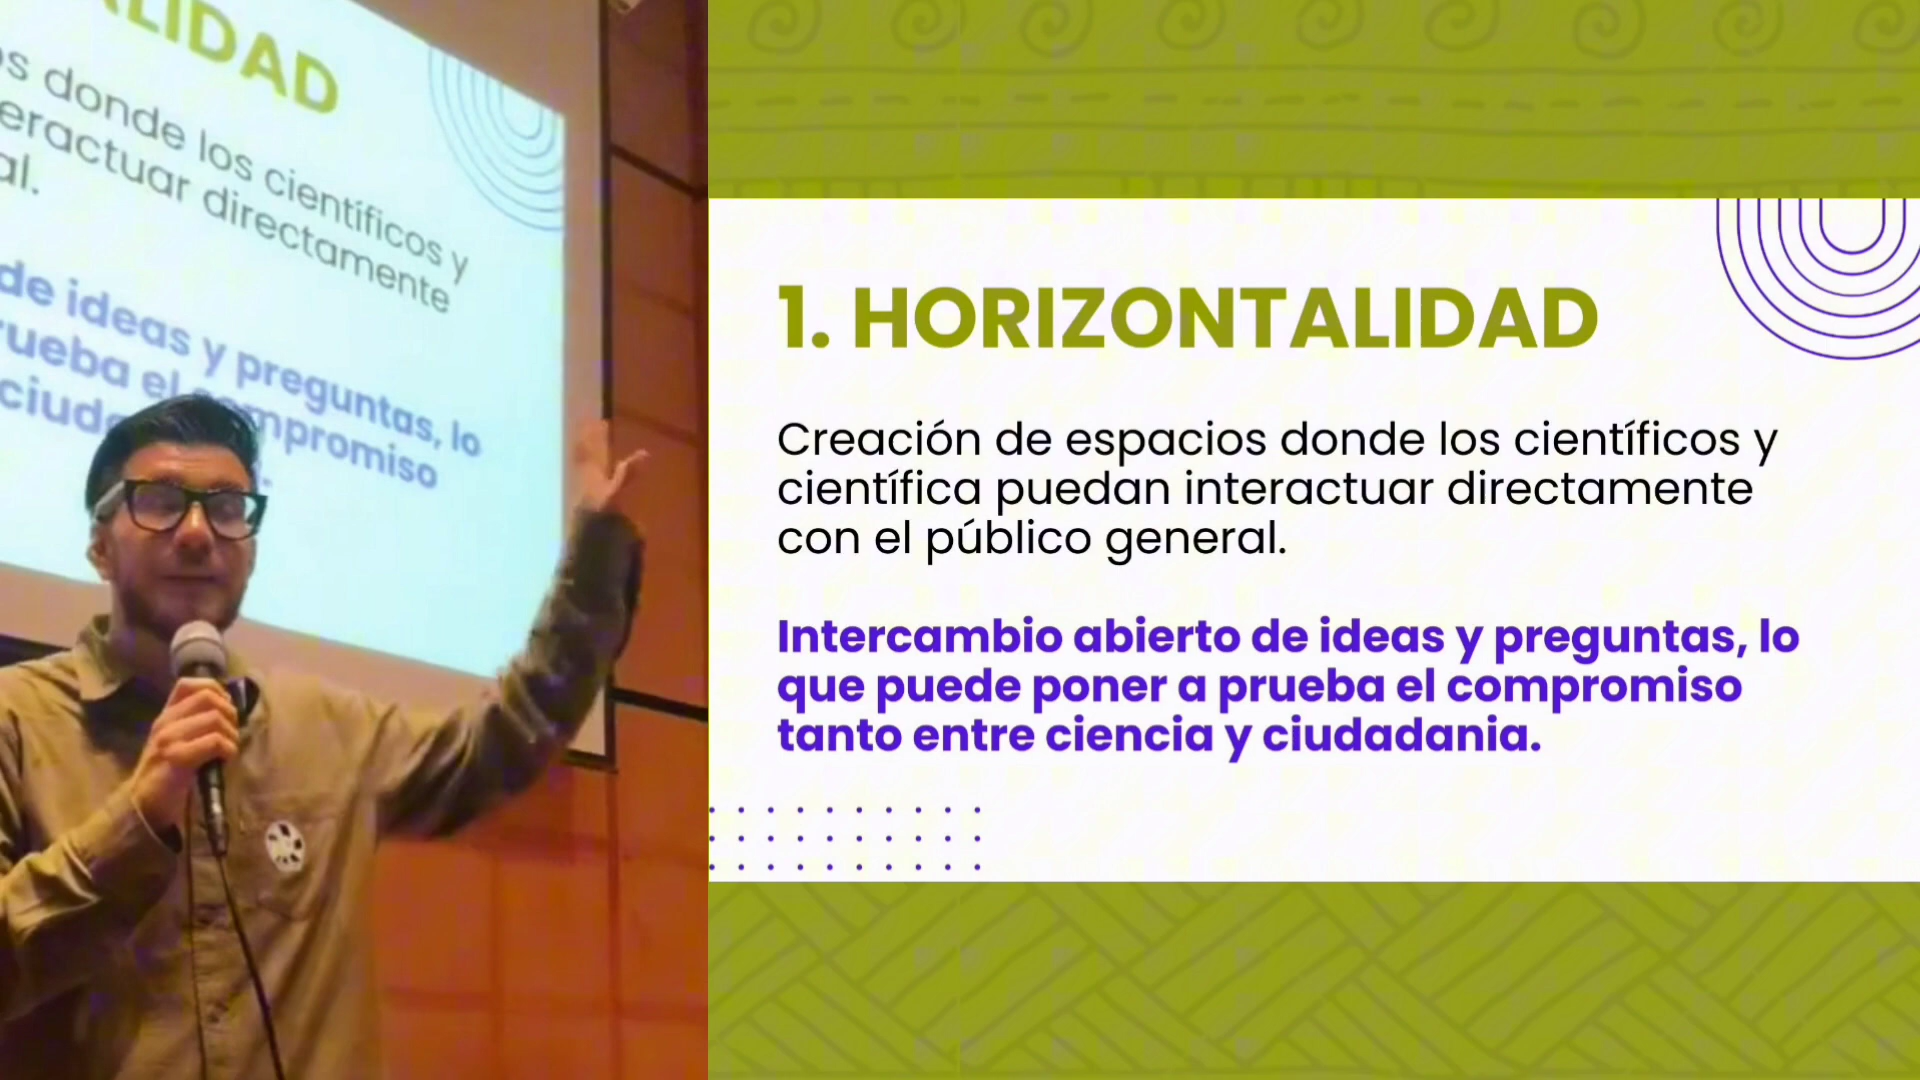 LIDAD
s donde los científicos y
eractuar directamente
al.
de ideas y preguntas, lo
rueba el compromiso
ciuda
1. HORIZONTALIDAD
Creación de espacios donde los científicos y
científica puedan interactuar directamente
con el público general.
Intercambio abierto de ideas y preguntas, lo
que puede poner a prueba el compromiso
tanto entre ciencia y ciudadania.